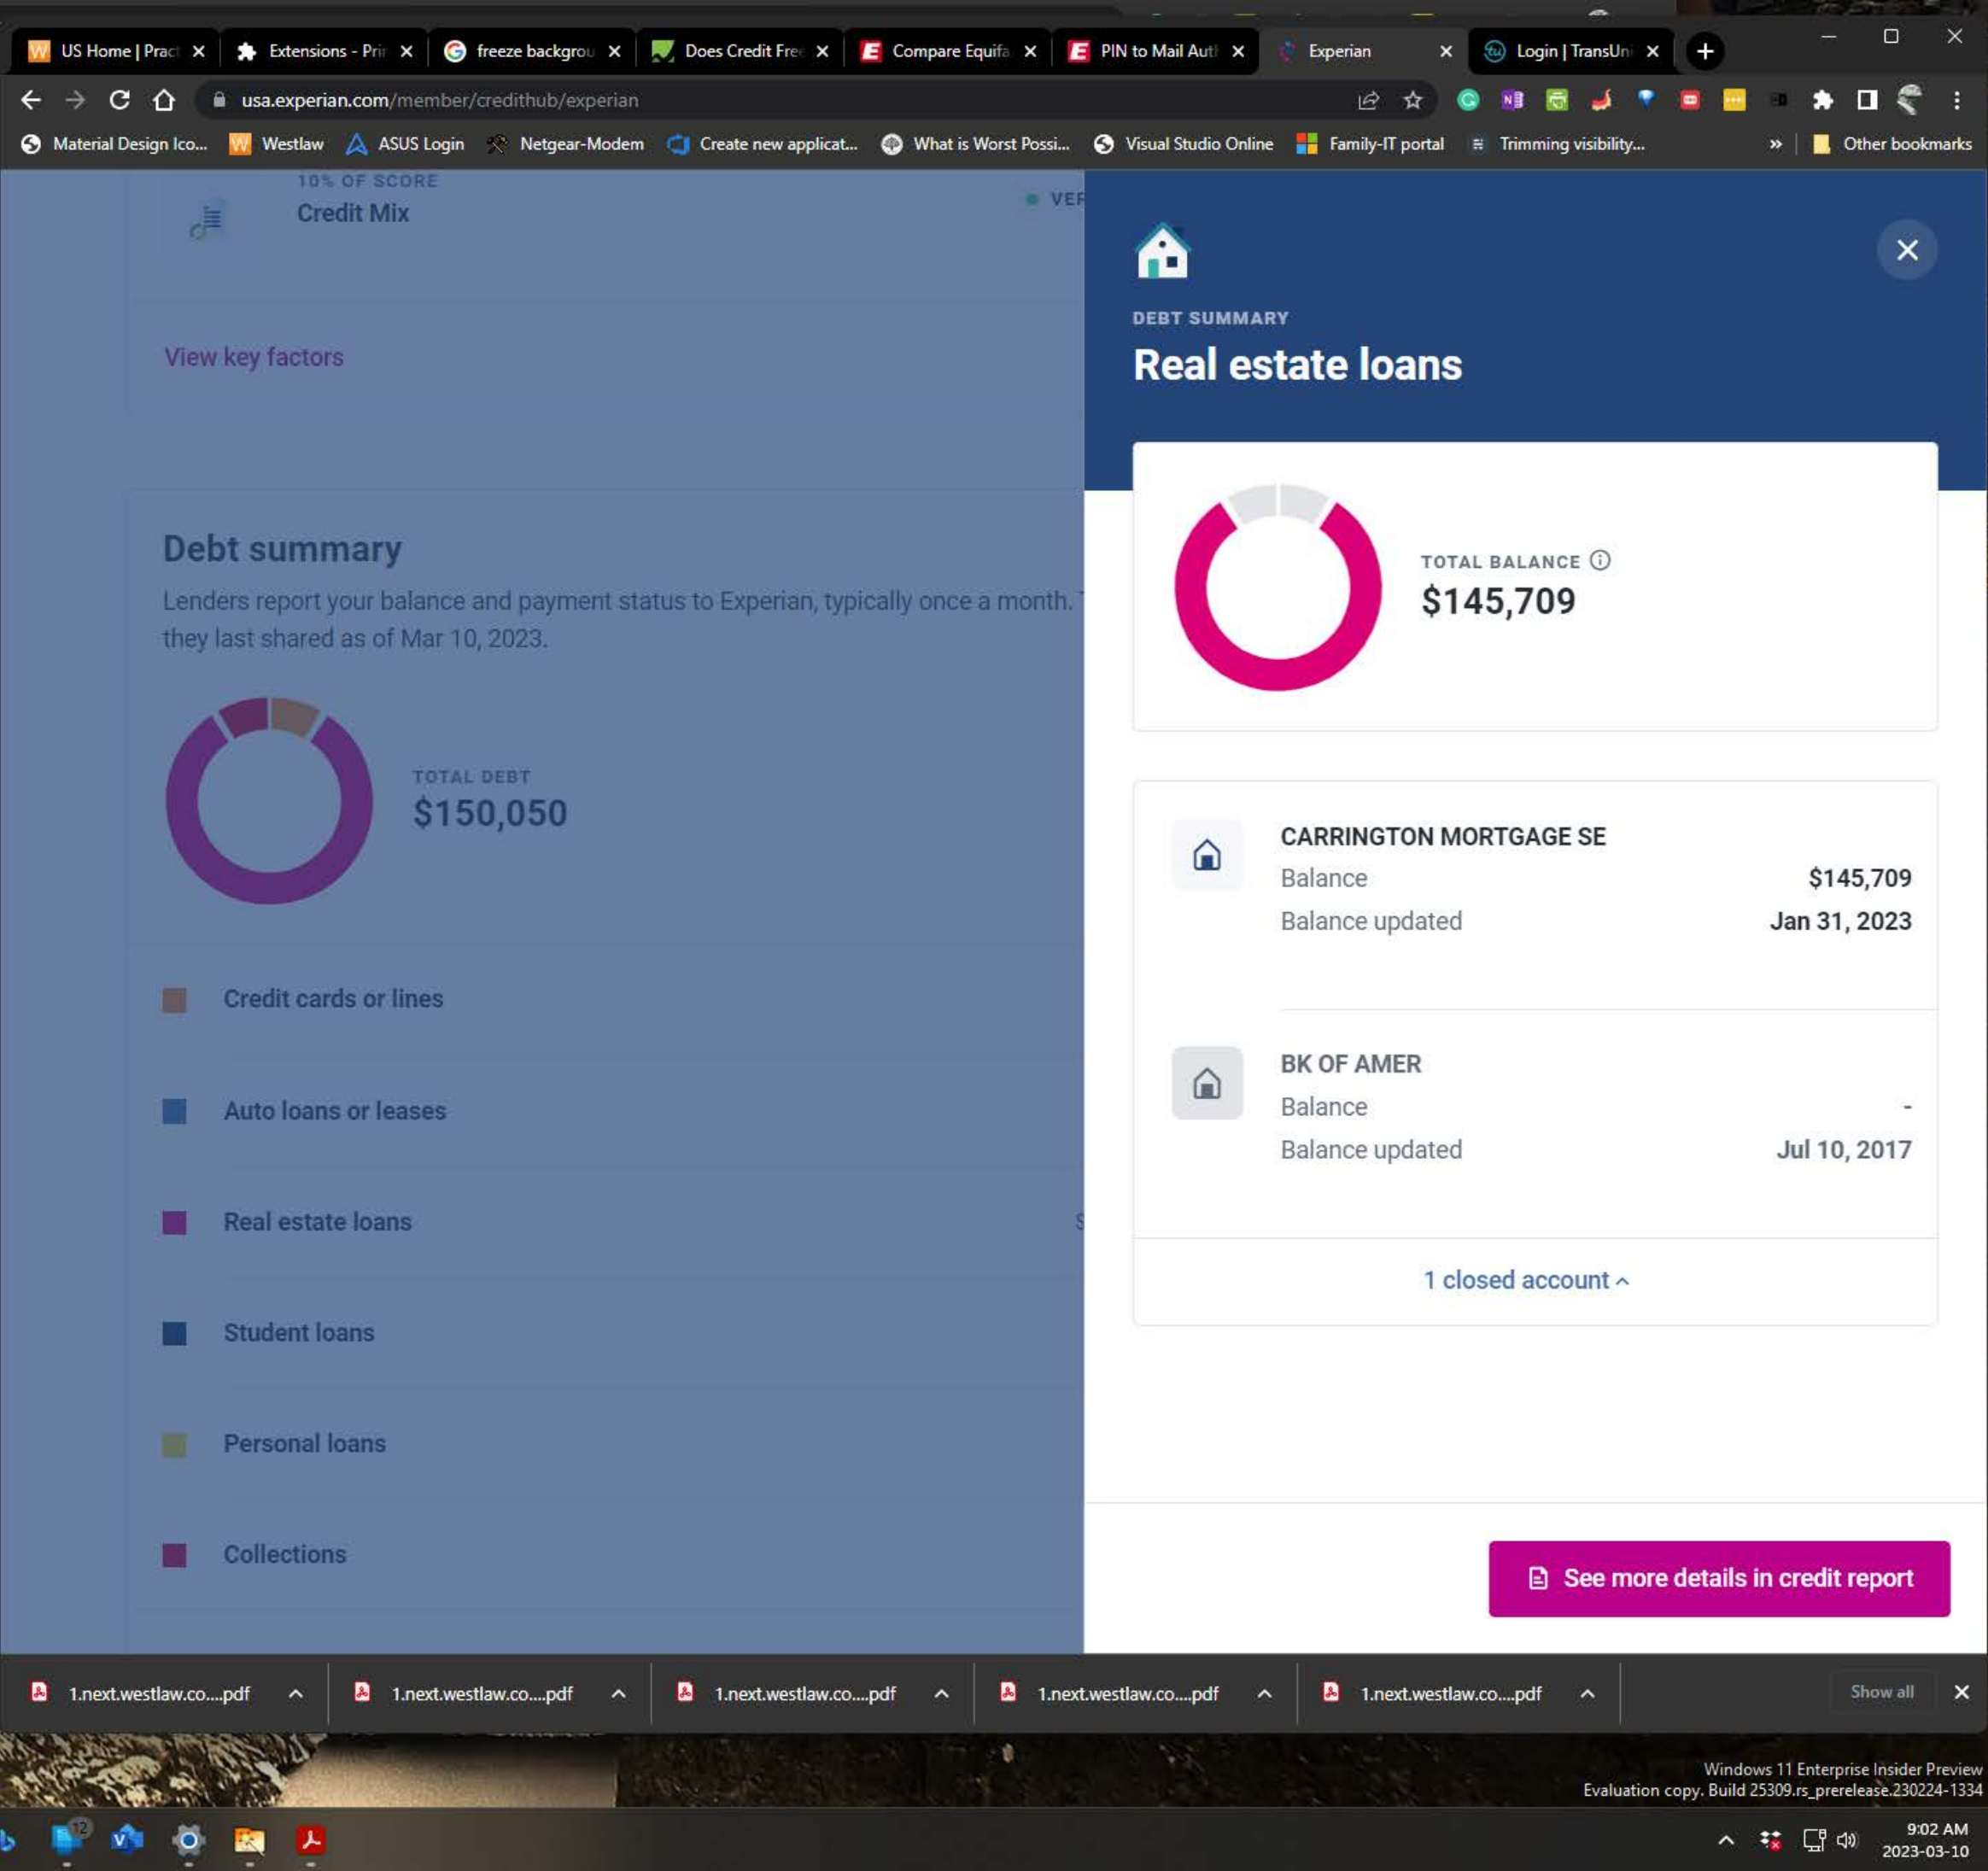 US Home | Prac
Extensions - Prin
freeze backgrou
Does Credit Free
Compare Equifa
PIN to Mail Auth
Experian
Login | TransUni
usa.experian.com/member/credithub/experian
Material Design Ico...
Westlaw
ASUS Login
Netgear-Modem
Create new applicat...
What is Worst Possi...
Visual Studio Online
Family-IT portal
Trimming visibility...
»
Other bookmarks
10% OF SCORE
Credit Mix
VER
View key factors
Debt summary
Lenders report your balance and payment status to Experian, typically once a month.
they last shared as of Mar 10, 2023.
TOTAL DEBT
$150,050
Credit cards or lines
Auto loans or leases
Real estate loans
$
Student loans
Personal loans
Collections
DEBT SUMMARY
Real estate loans
TOTAL BALANCE
$145,709
CARRINGTON MORTGAGE SE
Balance $145,709
Balance updated Jan 31, 2023
BK OF AMER
Balance -
Balance updated Jul 10, 2017
1 closed account
See more details in credit report
1.next.westlaw.co....pdf
1.next.westlaw.co....pdf
1.next.westlaw.co....pdf
1.next.westlaw.co....pdf
1.next.westlaw.co....pdf
Show all
Windows 11 Enterprise Insider Preview
Evaluation copy. Build 25309.rs_prerelease.230224-1334
12
9:02 AM
2023-03-10